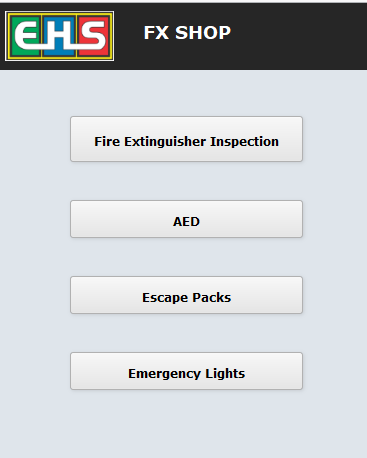 EHS
FX SHOP
Fire Extinguisher Inspection
AED
Escape Packs
Emergency Lights